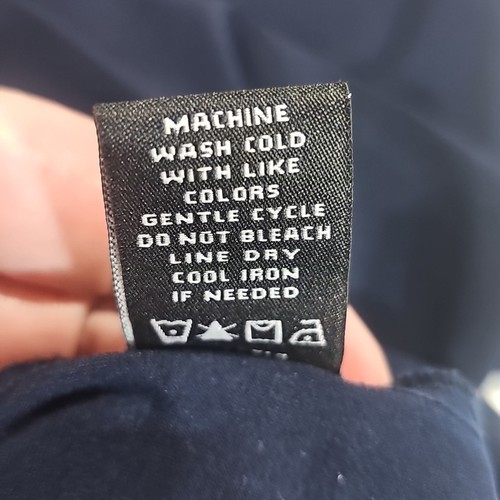 MACHINE
WASH COLD
WITH LIKE
COLORS
GENTLE CYCLE
DO NOT BLEACH
LINE DRY
COOL IRON
IF NEEDED